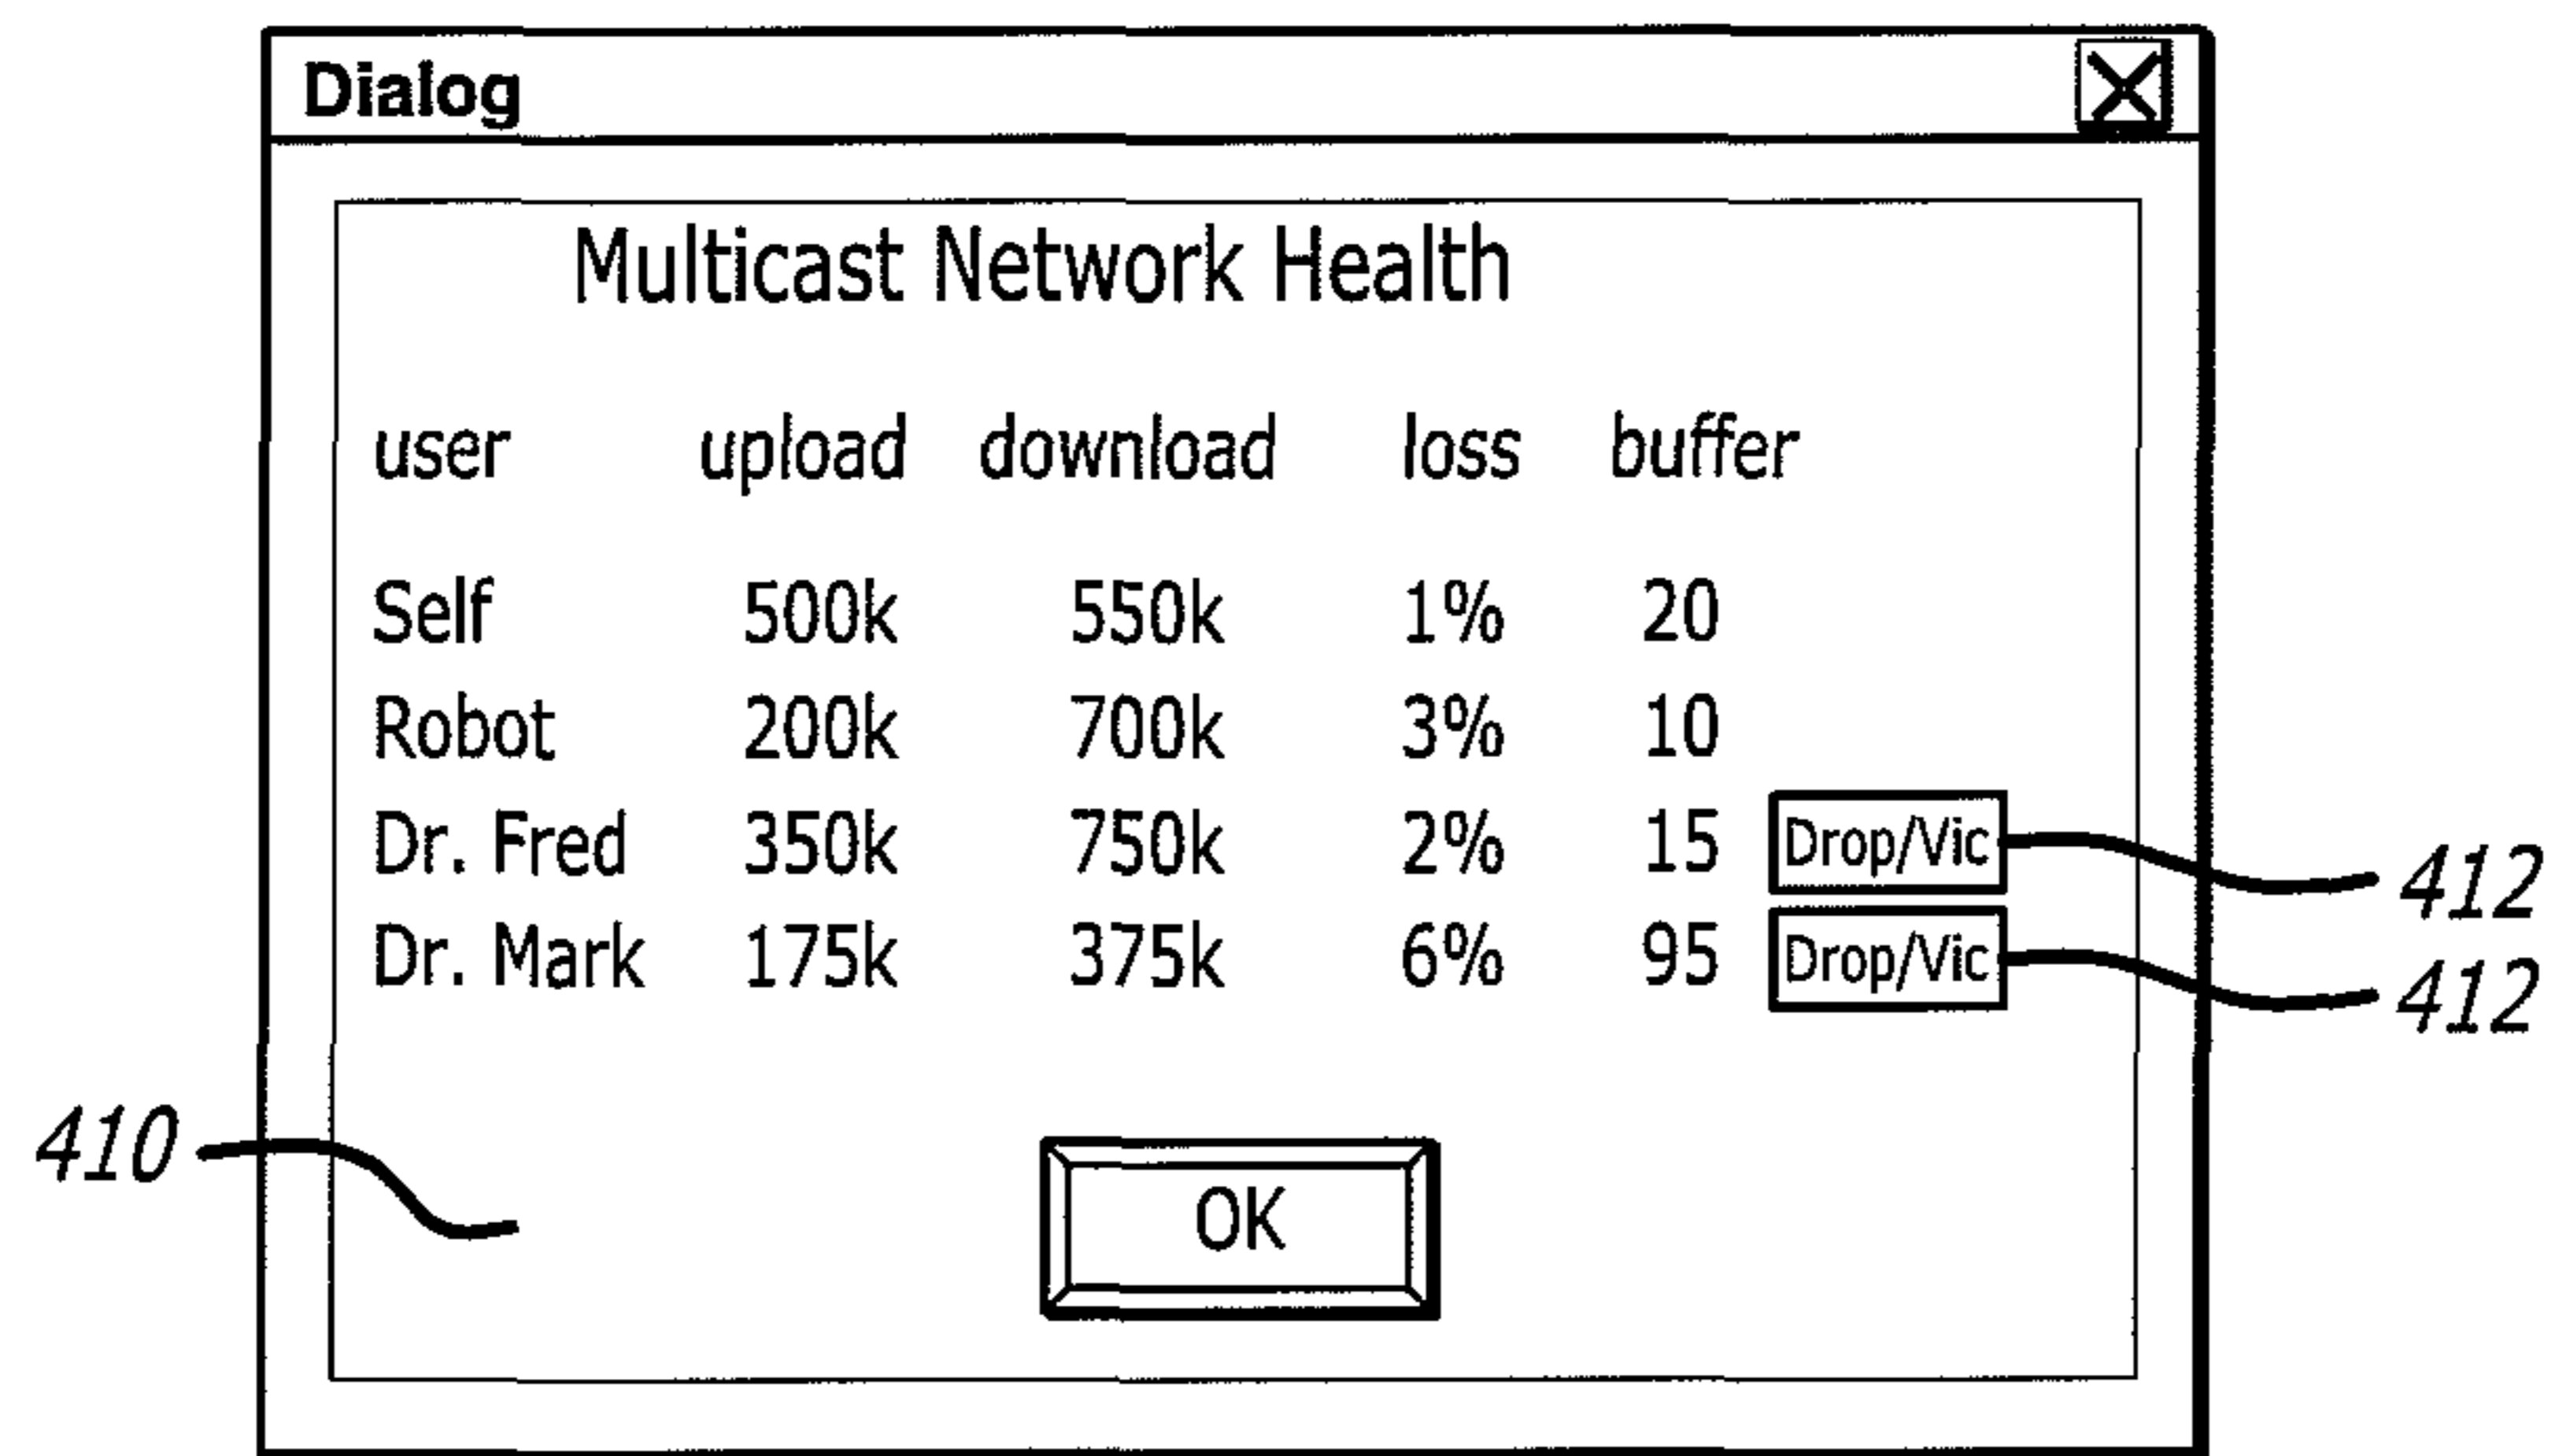 Dialog
Multicast Network Health
user upload download loss buffer
Self 500k 550k 1% 20
Robot 200k 700k 3% 10
Dr. Fred 350k 750k 2% 15 Drop/Vic 412
Dr. Mark 175k 375k 6% 95 Drop/Vic 412
410
OK